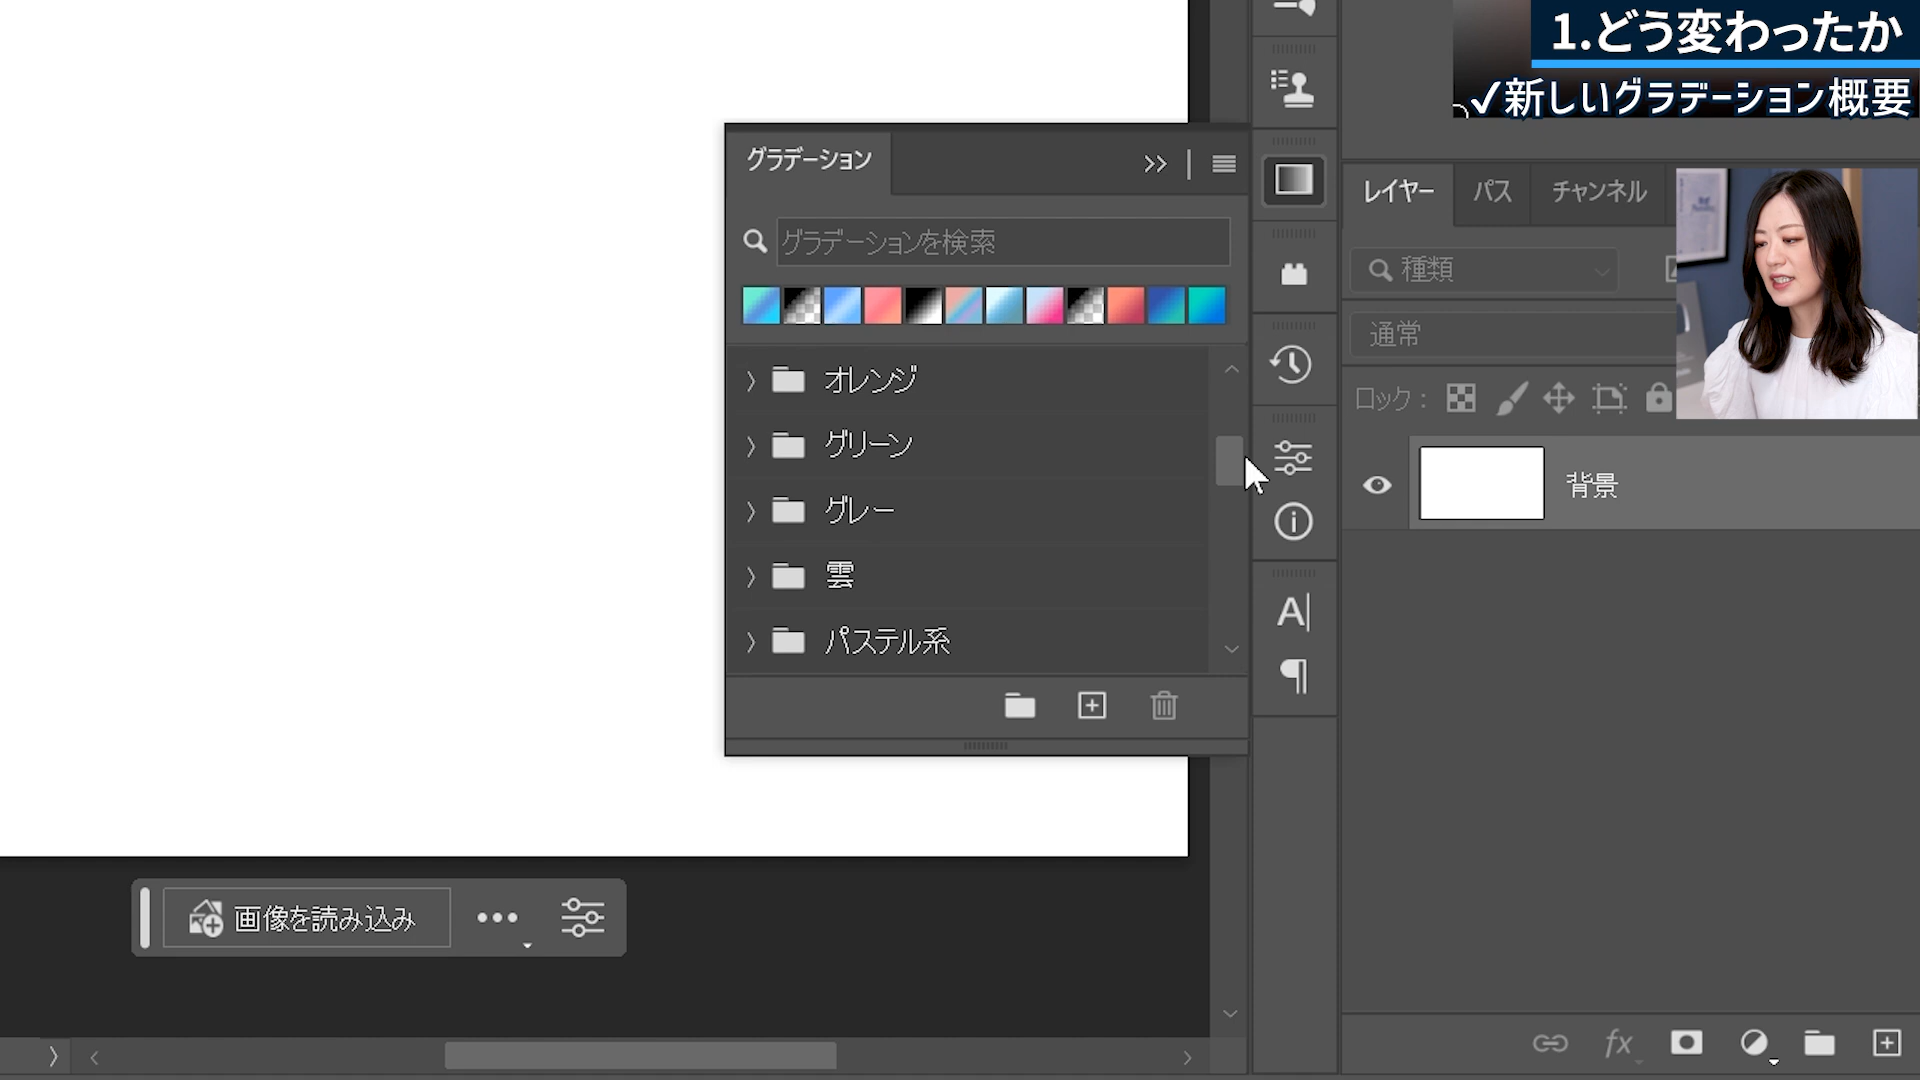 1.どう変わったか
✓新しいグラデーション概要
グラデーション
グラデーションを検索
オレンジ
グリーン
グレー
雲
パステル系
レイヤー
パス
チャンネル
種類
通常
ロック：
背景
画像を読み込み
fx